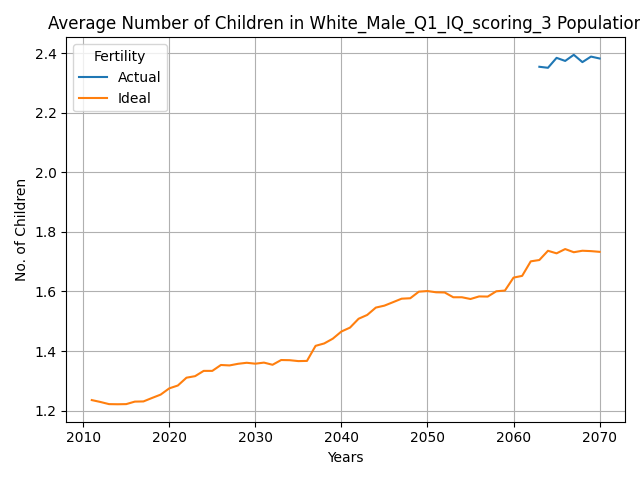 Average Number of Children in White_Male_Q1_IQ_scoring_3 Population
Fertility
Actual
Ideal
2.4
2.2
2.0
1.8
1.6
1.4
1.2
No. of Children
2010 2020 2030 2040 2050 2060 2070
Years